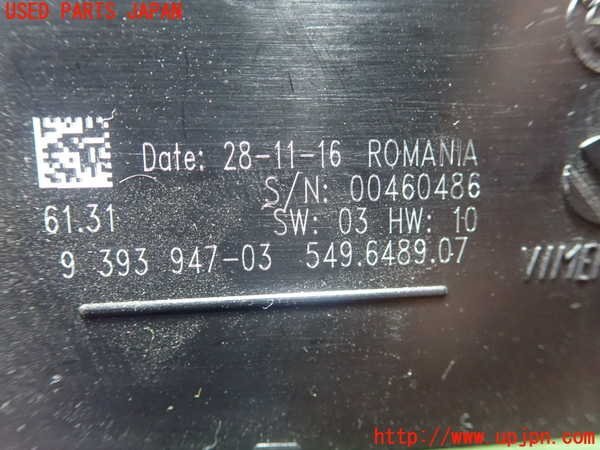 USED PARTS JAPAN
Date: 28-11-16 ROMANIA
S/N: 00460486
61.31 SW: 03 HW: 10
9 393 947-03 549.6489.07
http://www.upjpn.com/